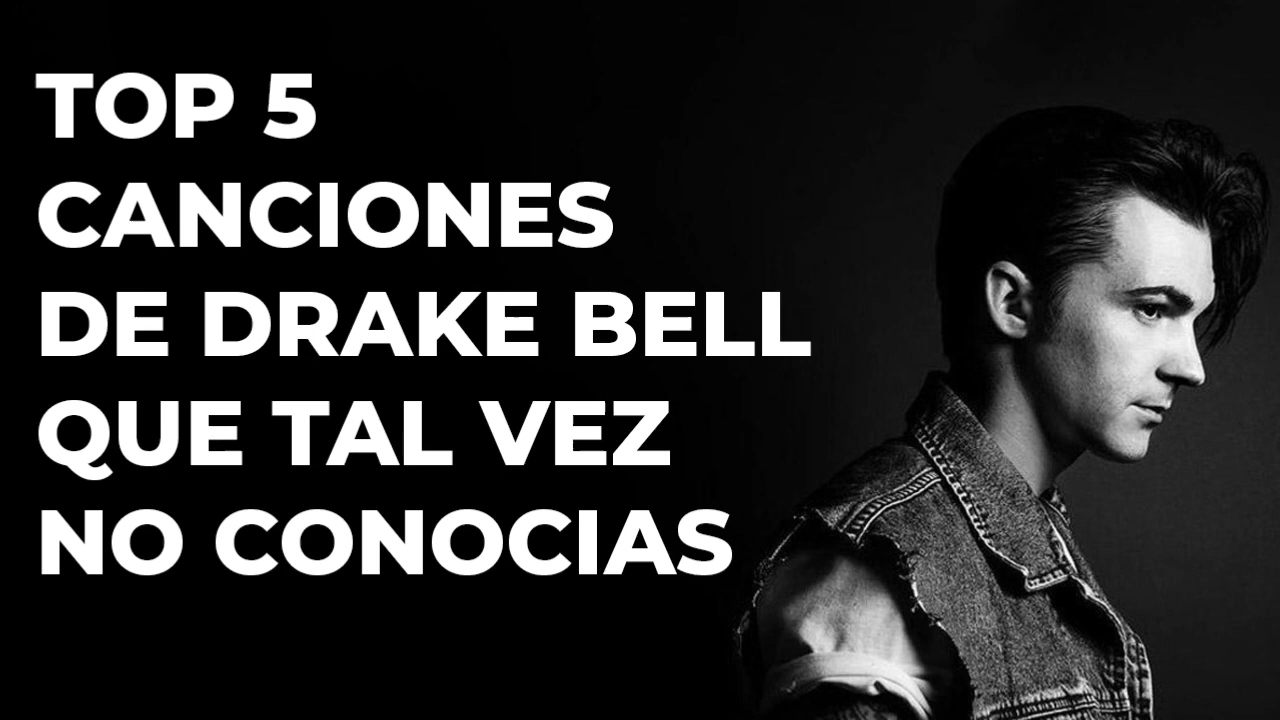 TOP 5
CANCIONES
DE DRAKE BELL
QUE TAL VEZ
NO CONOCIAS